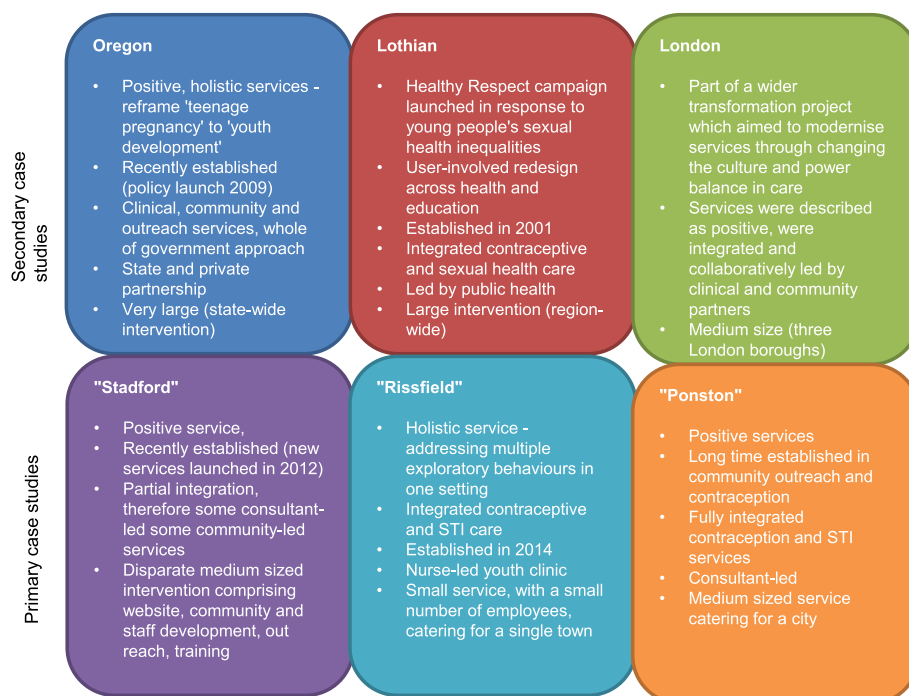 Secondary case
studies
Oregon
• Positive, holistic services -
reframe 'teenage
pregnancy' to 'youth
development'
• Recently established
(policy launch 2009)
• Clinical, community and
outreach services, whole
of government approach
• State and private
partnership
• Very large (state-wide
intervention)
Lothian
• Healthy Respect campaign
launched in response to
young people's sexual
health inequalities
• User-involved redesign
across health and
education
• Established in 2001
• Integrated contraceptive
and sexual health care
• Led by public health
• Large intervention (region-
wide)
London
• Part of a wider
transformation project
which aimed to modernise
services through changing
the culture and power
balance in care
• Services were described
as positive, were
integrated and
collaboratively led by
clinical and community
partners
• Medium size (three
London boroughs)
Primary case studies
"Stadford"
• Positive service,
• Recently established (new
services launched in 2012)
• Partial integration,
therefore some consultant-
led some community-led
services
• Disparate medium sized
intervention comprising
website, community and
staff development, out
reach, training
"Rissfield"
• Holistic service -
addressing multiple
exploratory behaviours in
one setting
• Integrated contraceptive
and STI care
• Established in 2014
• Nurse-led youth clinic
• Small service, with a small
number of employees,
catering for a single town
"Ponston"
• Positive services
• Long time established in
community outreach and
contraception
• Fully integrated
contraception and STI
services
• Consultant-led
• Medium sized service
catering for a city